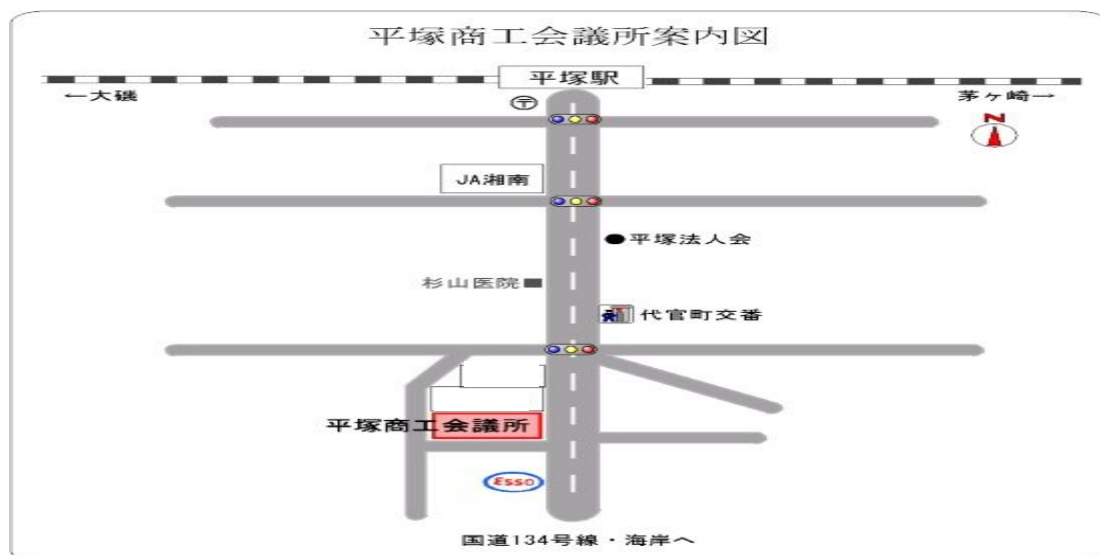 平塚商工会議所案内図
平塚駅
←大磯
茅ヶ崎→
〒
N
JA湘南
●平塚法人会
杉山医院■
代官町交番
平塚商工会議所
Esso
国道134号線・海岸へ